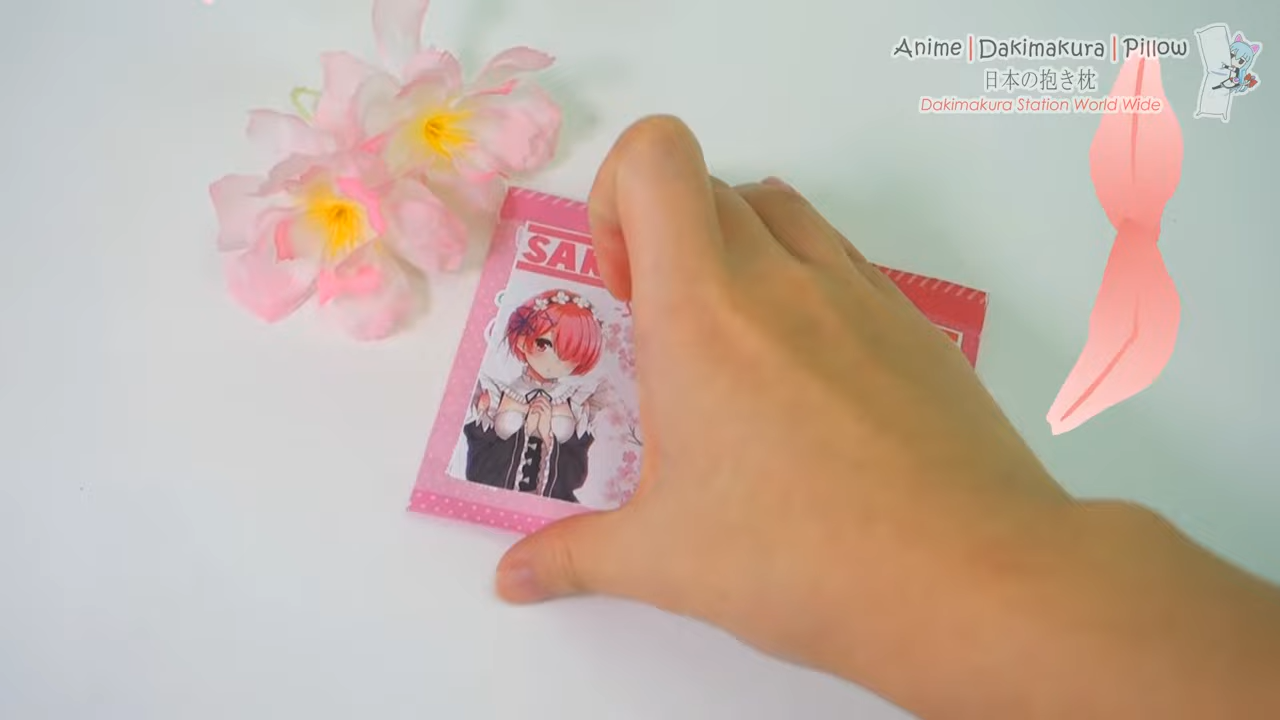 Anime|Dakimakura|Pillow
日本の抱き枕
Dakimakura Station World Wide